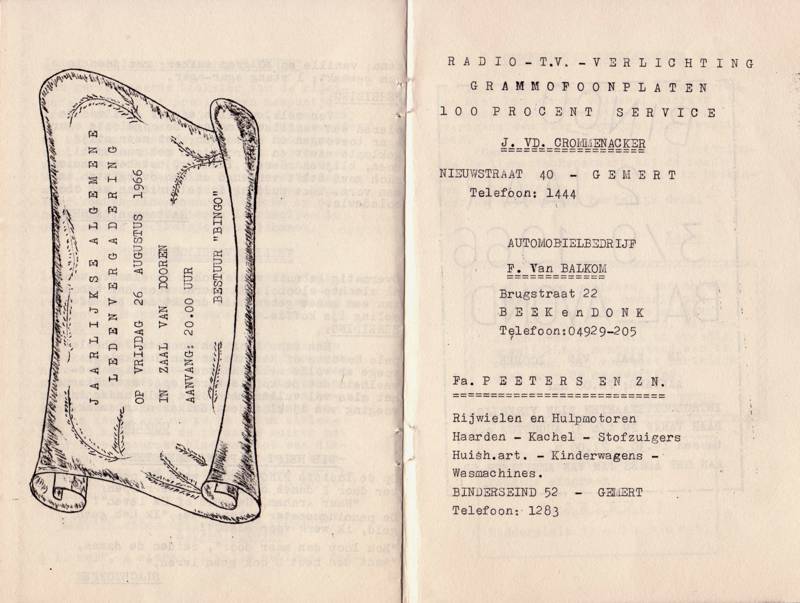 JAARLIJKSE ALGEMENE
LEDENVERGADERING
OP VRIJDAG 26 AUGUSTUS 1966
IN ZAAL VAN DOOREN
AANVANG: 20.00 UUR
BESTUUR "BINGO"
RADIO - T.V. - VERLICHTING
GRAMMOFOONPLATEN
100 PROCENT SERVICE
J. VD. CROMMENACKER
NIEUWSTRAAT 40 - GEMERT
Telefoon: 1444
AUTOMOBIELBEDRIJF
F. Van BALKOM
Brugstraat 22
BEEK en DONK
Telefoon:04929-205
Fa. PEETERS EN ZN.
Rijwielen en Hulpmotoren
Haarden - Kachel - Stofzuigers
Huish.art. - Kinderwagens -
Wasmachines.
BINDERSEIND 52 - GEMERT
Telefoon: 1283